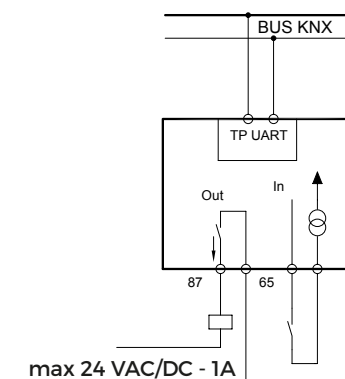 BUS KNX
TP UART
Out
In
87
65
max 24 VAC/DC - 1A